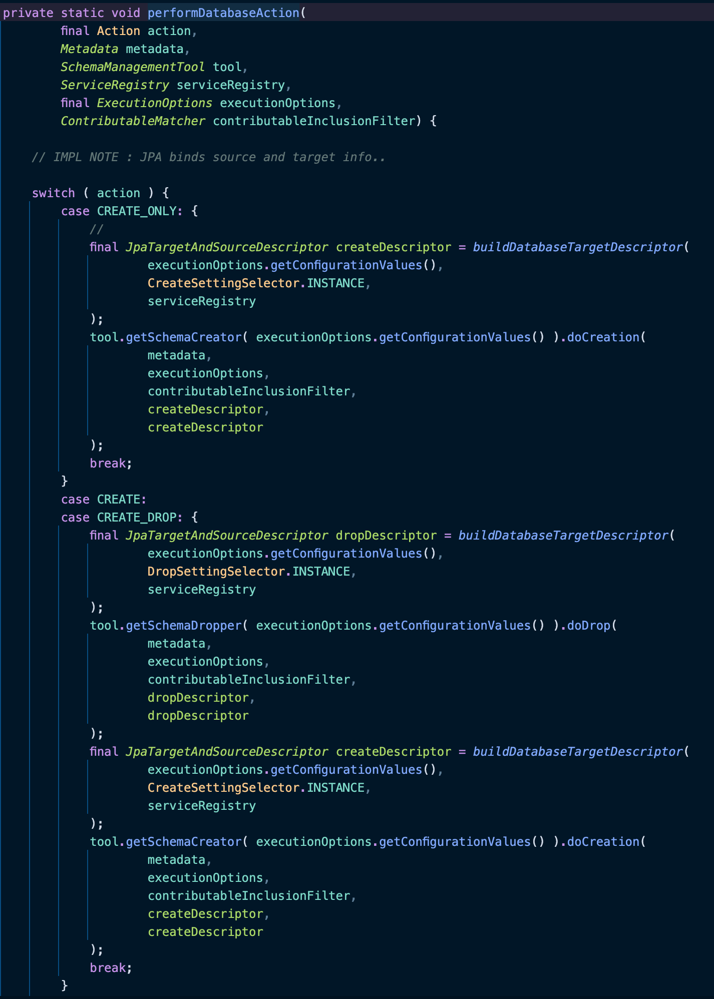 private static void performDatabaseAction(
final Action action,
Metadata metadata,
SchemaManagementTool tool,
ServiceRegistry serviceRegistry,
final ExecutionOptions executionOptions,
ContributableMatcher contributableInclusionFilter) {
// IMPL NOTE : JPA binds source and target info..
switch ( action ) {
case CREATE_ONLY: {
//
final JpaTargetAndSourceDescriptor createDescriptor = buildDatabaseTargetDescriptor(
executionOptions.getConfigurationValues(),
CreateSettingSelector.INSTANCE,
serviceRegistry
);
tool.getSchemaCreator( executionOptions.getConfigurationValues() ).doCreation(
metadata,
executionOptions,
contributableInclusionFilter,
createDescriptor,
createDescriptor
);
break;
}
case CREATE:
case CREATE_DROP: {
final JpaTargetAndSourceDescriptor dropDescriptor = buildDatabaseTargetDescriptor(
executionOptions.getConfigurationValues(),
DropSettingSelector.INSTANCE,
serviceRegistry
);
tool.getSchemaDropper( executionOptions.getConfigurationValues() ).doDrop(
metadata,
executionOptions,
contributableInclusionFilter,
dropDescriptor,
dropDescriptor
);
final JpaTargetAndSourceDescriptor createDescriptor = buildDatabaseTargetDescriptor(
executionOptions.getConfigurationValues(),
CreateSettingSelector.INSTANCE,
serviceRegistry
);
tool.getSchemaCreator( executionOptions.getConfigurationValues() ).doCreation(
metadata,
executionOptions,
contributableInclusionFilter,
createDescriptor,
createDescriptor
);
break;
}